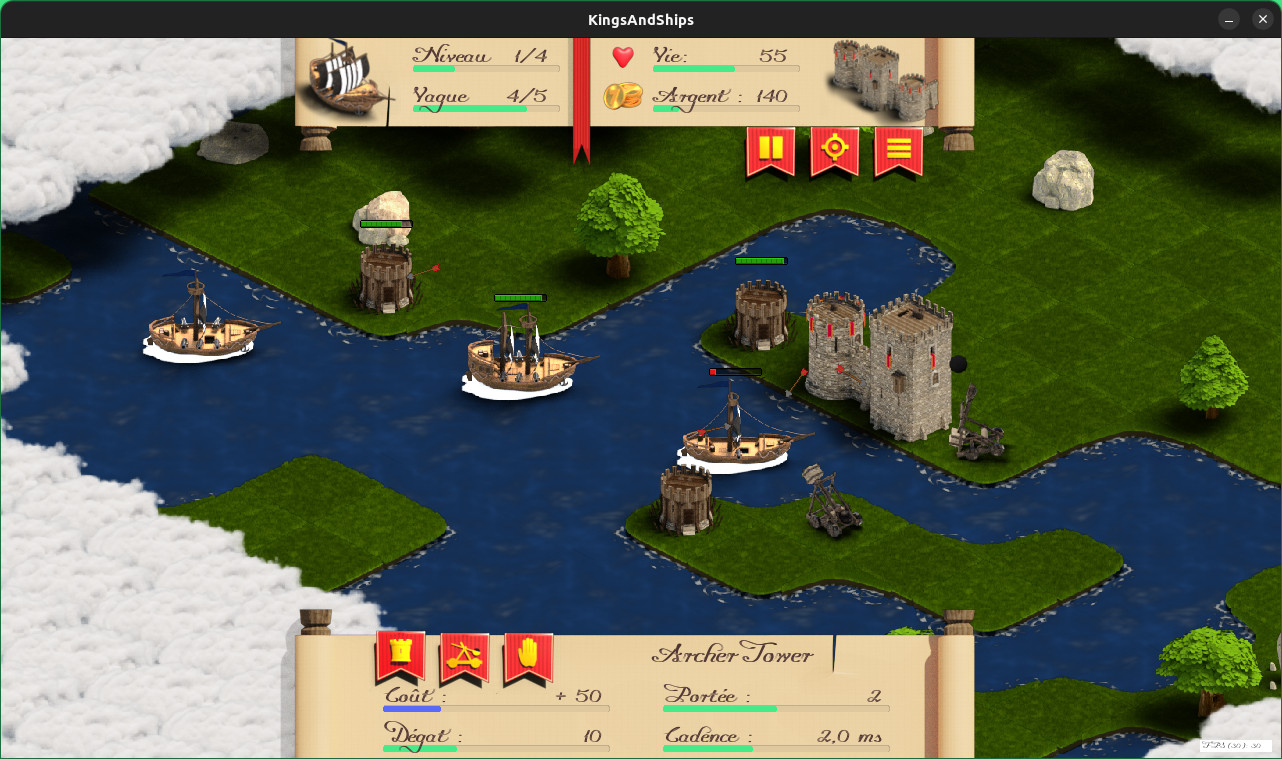 KingsAndShips
Niveau 1/4
Vague 4/5
Vie: 55
Argent : 140
Archer Tower
Coût : + 50
Portée : 2
Dégat : 10
Cadence : 2,0 ms